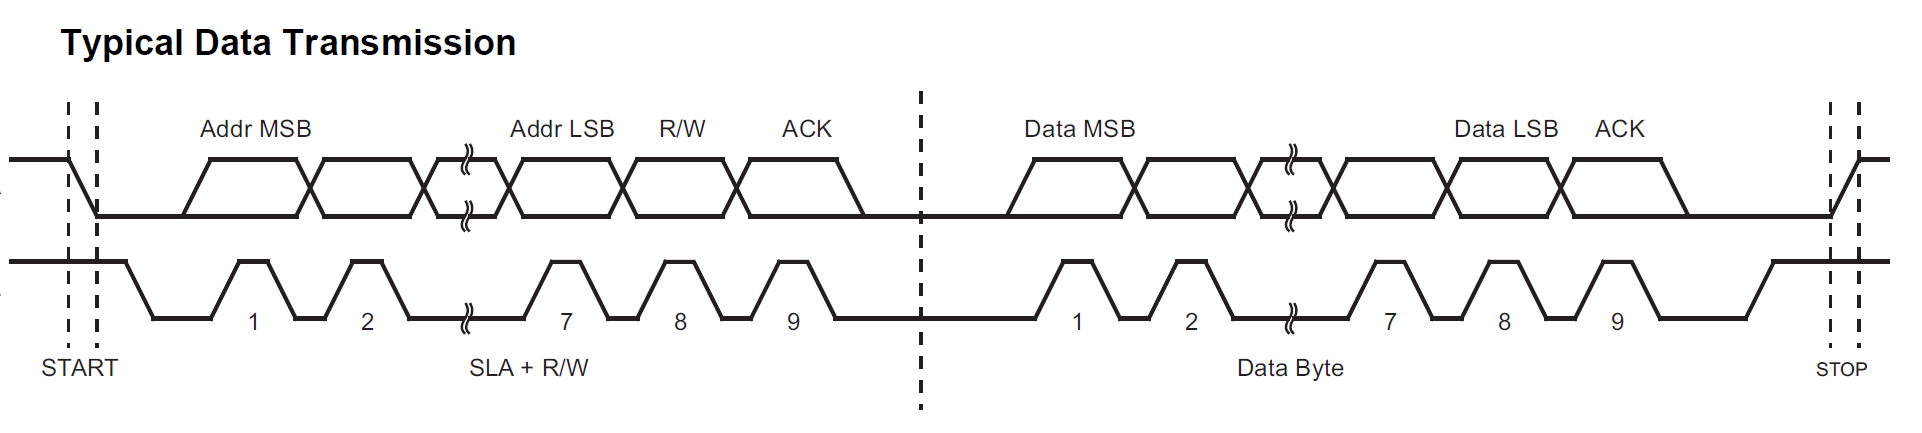 Typical Data Transmission
Addr MSB Addr LSB R/W ACK Data MSB Data LSB ACK
1 2 7 8 9 1 2 7 8 9
START SLA + R/W Data Byte STOP